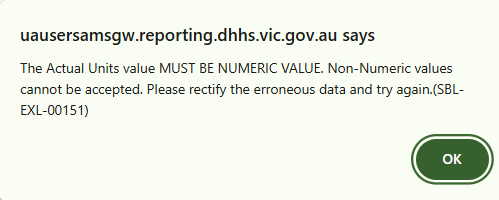 uausersamsgw.reporting.dhhs.vic.gov.au says
The Actual Units value MUST BE NUMERIC VALUE. Non-Numeric values
cannot be accepted. Please rectify the erroneous data and try again.(SBL-
EXL-00151)
OK